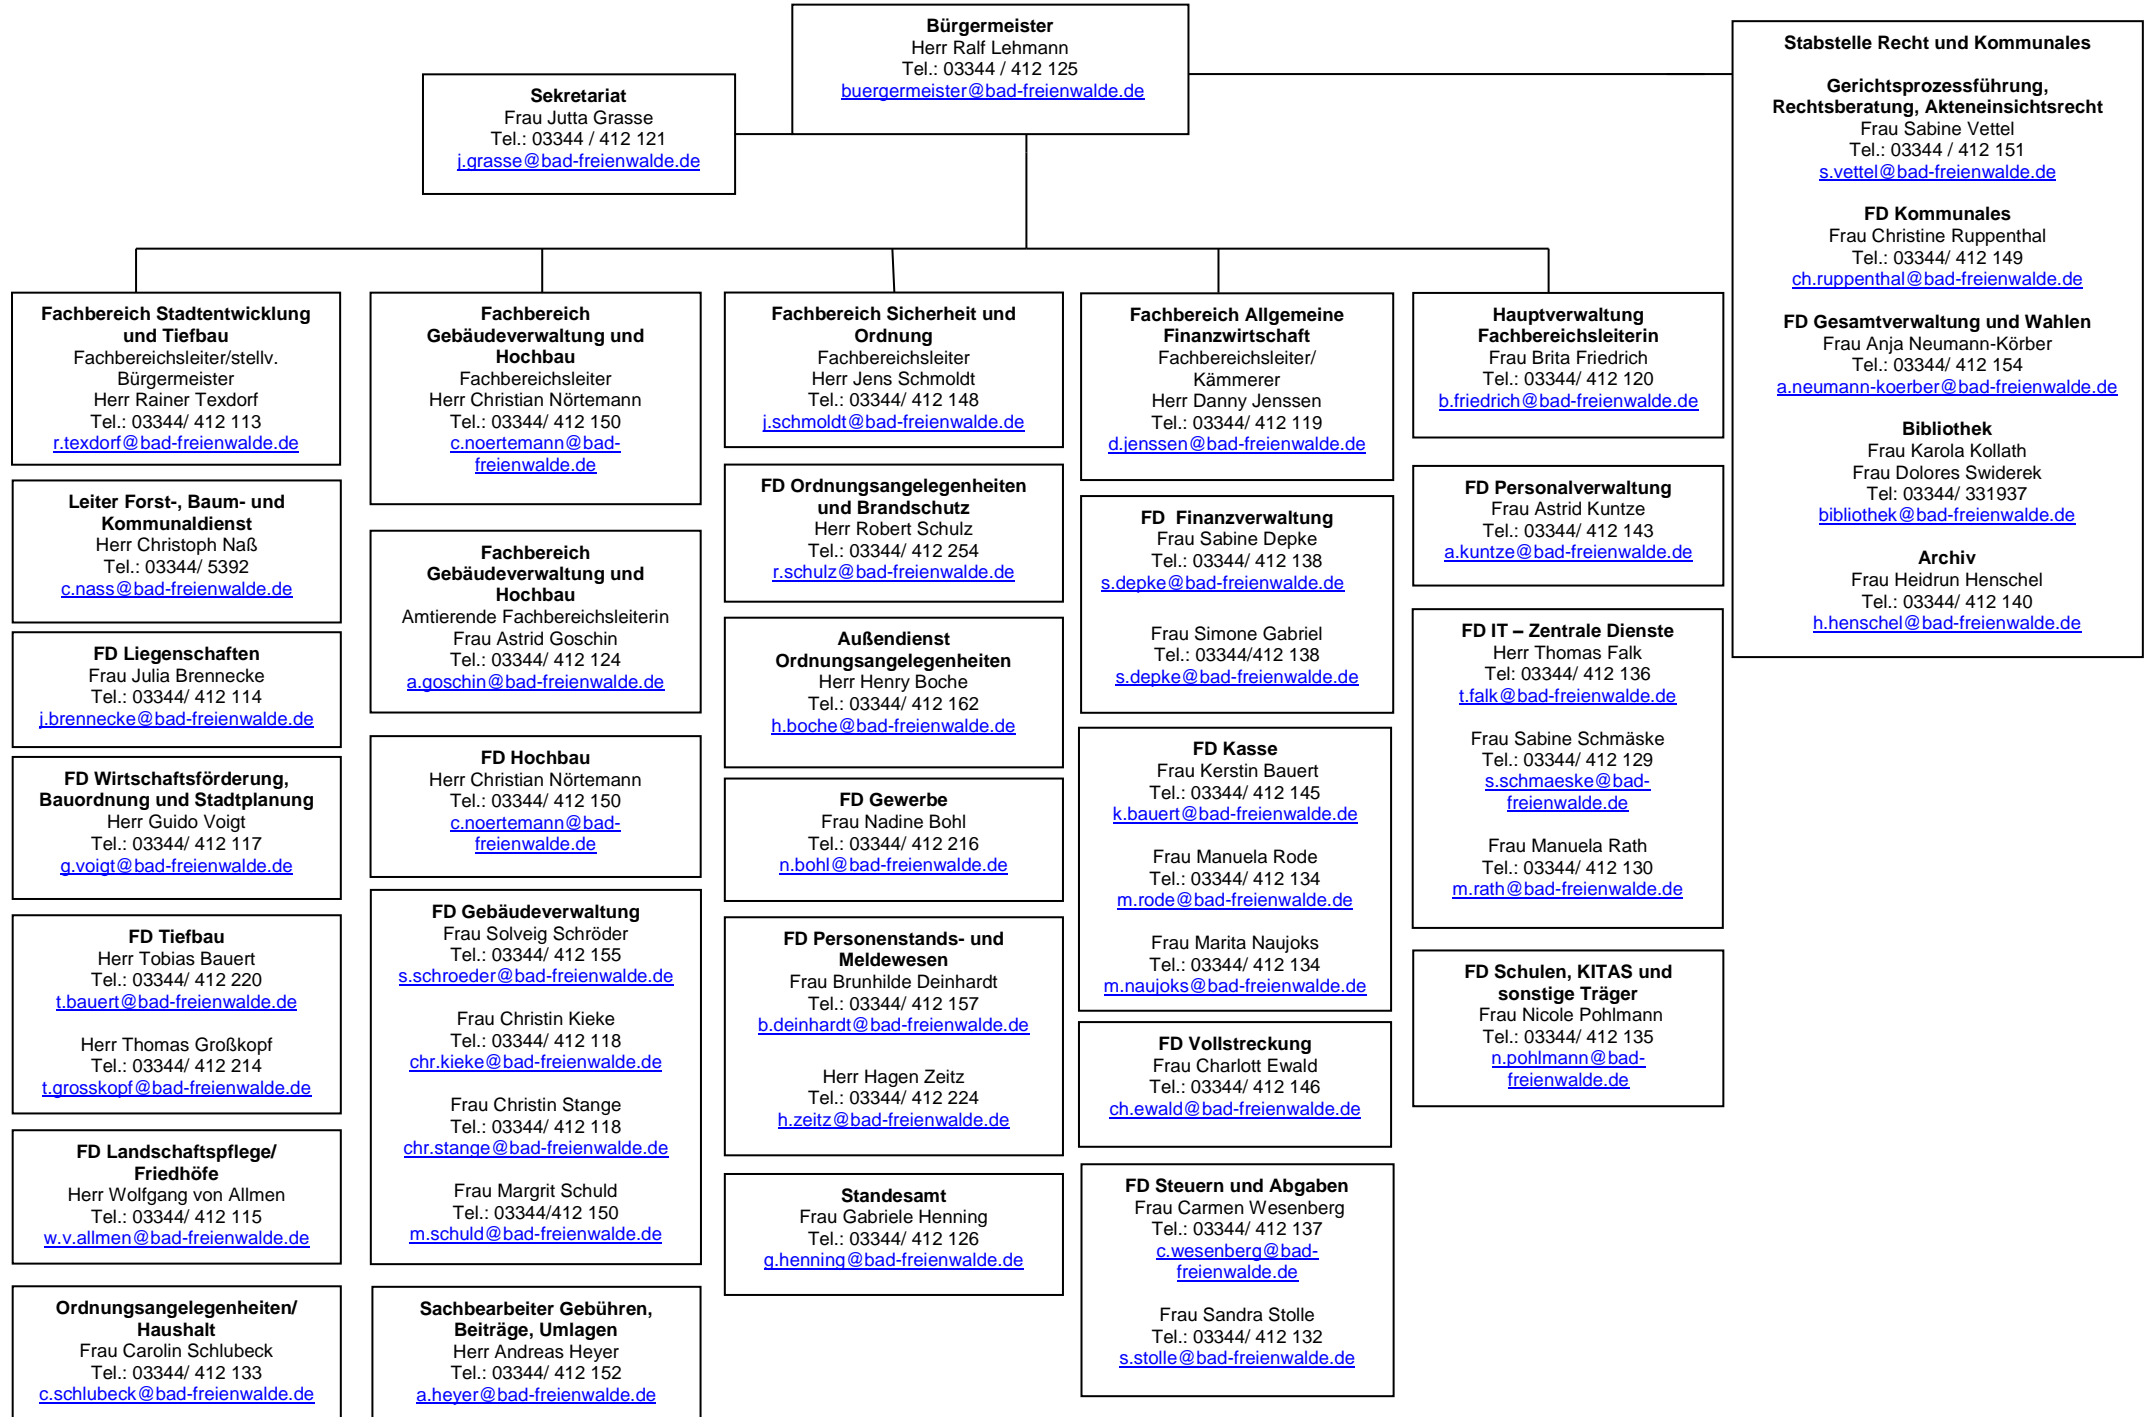 Bürgermeister
Herr Ralf Lehmann
Tel.: 03344 / 412 125
buergermeister@bad-freienwalde.de
Sekretariat
Frau Jutta Grasse
Tel.: 03344 / 412 121
j.grasse@bad-freienwalde.de
Stabstelle Recht und Kommunales
Gerichtsprozessführung,
Rechtsberatung, Akteneinsichtsrecht
Frau Sabine Vettel
Tel.: 03344 / 412 151
s.vettel@bad-freienwalde.de
FD Kommunales
Frau Christine Ruppenthal
Tel.: 03344/ 412 149
ch.ruppenthal@bad-freienwalde.de
FD Gesamtverwaltung und Wahlen
Frau Anja Neumann-Körber
Tel.: 03344/ 412 154
a.neumann-koerber@bad-freienwalde.de
Bibliothek
Frau Karola Kollath
Frau Dolores Swiderek
Tel: 03344/ 331937
bibliothek@bad-freienwalde.de
Archiv
Frau Heidrun Henschel
Tel.: 03344/ 412 140
h.henschel@bad-freienwalde.de
Fachbereich Stadtentwicklung
und Tiefbau
Fachbereichsleiter/stellv.
Bürgermeister
Herr Rainer Texdorf
Tel.: 03344/ 412 113
r.texdorf@bad-freienwalde.de
Leiter Forst-, Baum- und
Kommunaldienst
Herr Christoph Naß
Tel.: 03344/ 5392
c.nass@bad-freienwalde.de
FD Liegenschaften
Frau Julia Brennecke
Tel.: 03344/ 412 114
j.brennecke@bad-freienwalde.de
FD Wirtschaftsförderung,
Bauordnung und Stadtplanung
Herr Guido Voigt
Tel.: 03344/ 412 117
g.voigt@bad-freienwalde.de
FD Tiefbau
Herr Tobias Bauert
Tel.: 03344/ 412 220
t.bauert@bad-freienwalde.de
Herr Thomas Großkopf
Tel.: 03344/ 412 214
t.grosskopf@bad-freienwalde.de
FD Landschaftspflege/
Friedhöfe
Herr Wolfgang von Allmen
Tel.: 03344/ 412 115
w.v.allmen@bad-freienwalde.de
Ordnungsangelegenheiten/
Haushalt
Frau Carolin Schlubeck
Tel.: 03344/ 412 133
c.schlubeck@bad-freienwalde.de
Fachbereich
Gebäudeverwaltung und
Hochbau
Fachbereichsleiter
Herr Christian Nörtemann
Tel.: 03344/ 412 150
c.noertemann@bad-
freienwalde.de
Fachbereich
Gebäudeverwaltung und
Hochbau
Amtierende Fachbereichsleiterin
Frau Astrid Goschin
Tel.: 03344/ 412 124
a.goschin@bad-freienwalde.de
FD Hochbau
Herr Christian Nörtemann
Tel.: 03344/ 412 150
c.noertemann@bad-
freienwalde.de
FD Gebäudeverwaltung
Frau Solveig Schröder
Tel.: 03344/ 412 155
s.schroeder@bad-freienwalde.de
Frau Christin Kieke
Tel.: 03344/ 412 118
chr.kieke@bad-freienwalde.de
Frau Christin Stange
Tel.: 03344/ 412 118
chr.stange@bad-freienwalde.de
Frau Margrit Schuld
Tel.: 03344/412 150
m.schuld@bad-freienwalde.de
Sachbearbeiter Gebühren,
Beiträge, Umlagen
Herr Andreas Heyer
Tel.: 03344/ 412 152
a.heyer@bad-freienwalde.de
Fachbereich Sicherheit und
Ordnung
Fachbereichsleiter
Herr Jens Schmoldt
Tel.: 03344/ 412 148
j.schmoldt@bad-freienwalde.de
FD Ordnungsangelegenheiten
und Brandschutz
Herr Robert Schulz
Tel.: 03344/ 412 254
r.schulz@bad-freienwalde.de
Außendienst
Ordnungsangelegenheiten
Herr Henry Boche
Tel.: 03344/ 412 162
h.boche@bad-freienwalde.de
FD Gewerbe
Frau Nadine Bohl
Tel.: 03344/ 412 216
n.bohl@bad-freienwalde.de
FD Personenstands- und
Meldewesen
Frau Brunhilde Deinhardt
Tel.: 03344/ 412 157
b.deinhardt@bad-freienwalde.de
Herr Hagen Zeitz
Tel.: 03344/ 412 224
h.zeitz@bad-freienwalde.de
Standesamt
Frau Gabriele Henning
Tel.: 03344/ 412 126
g.henning@bad-freienwalde.de
Fachbereich Allgemeine
Finanzwirtschaft
Fachbereichsleiter/
Kämmerer
Herr Danny Jenssen
Tel.: 03344/ 412 119
d.jenssen@bad-freienwalde.de
FD  Finanzverwaltung
Frau Sabine Depke
Tel.: 03344/ 412 138
s.depke@bad-freienwalde.de
Frau Simone Gabriel
Tel.: 03344/412 138
s.depke@bad-freienwalde.de
FD Kasse
Frau Kerstin Bauert
Tel.: 03344/ 412 145
k.bauert@bad-freienwalde.de
Frau Manuela Rode
Tel.: 03344/ 412 134
m.rode@bad-freienwalde.de
Frau Marita Naujoks
Tel.: 03344/ 412 134
m.naujoks@bad-freienwalde.de
FD Vollstreckung
Frau Charlott Ewald
Tel.: 03344/ 412 146
ch.ewald@bad-freienwalde.de
FD Steuern und Abgaben
Frau Carmen Wesenberg
Tel.: 03344/ 412 137
c.wesenberg@bad-
freienwalde.de
Frau Sandra Stolle
Tel.: 03344/ 412 132
s.stolle@bad-freienwalde.de
Hauptverwaltung
Fachbereichsleiterin
Frau Brita Friedrich
Tel.: 03344/ 412 120
b.friedrich@bad-freienwalde.de
FD Personalverwaltung
Frau Astrid Kuntze
Tel.: 03344/ 412 143
a.kuntze@bad-freienwalde.de
FD IT – Zentrale Dienste
Herr Thomas Falk
Tel: 03344/ 412 136
t.falk@bad-freienwalde.de
Frau Sabine Schmäske
Tel.: 03344/ 412 129
s.schmaeske@bad-
freienwalde.de
Frau Manuela Rath
Tel.: 03344/ 412 130
m.rath@bad-freienwalde.de
FD Schulen, KITAS und
sonstige Träger
Frau Nicole Pohlmann
Tel.: 03344/ 412 135
n.pohlmann@bad-
freienwalde.de